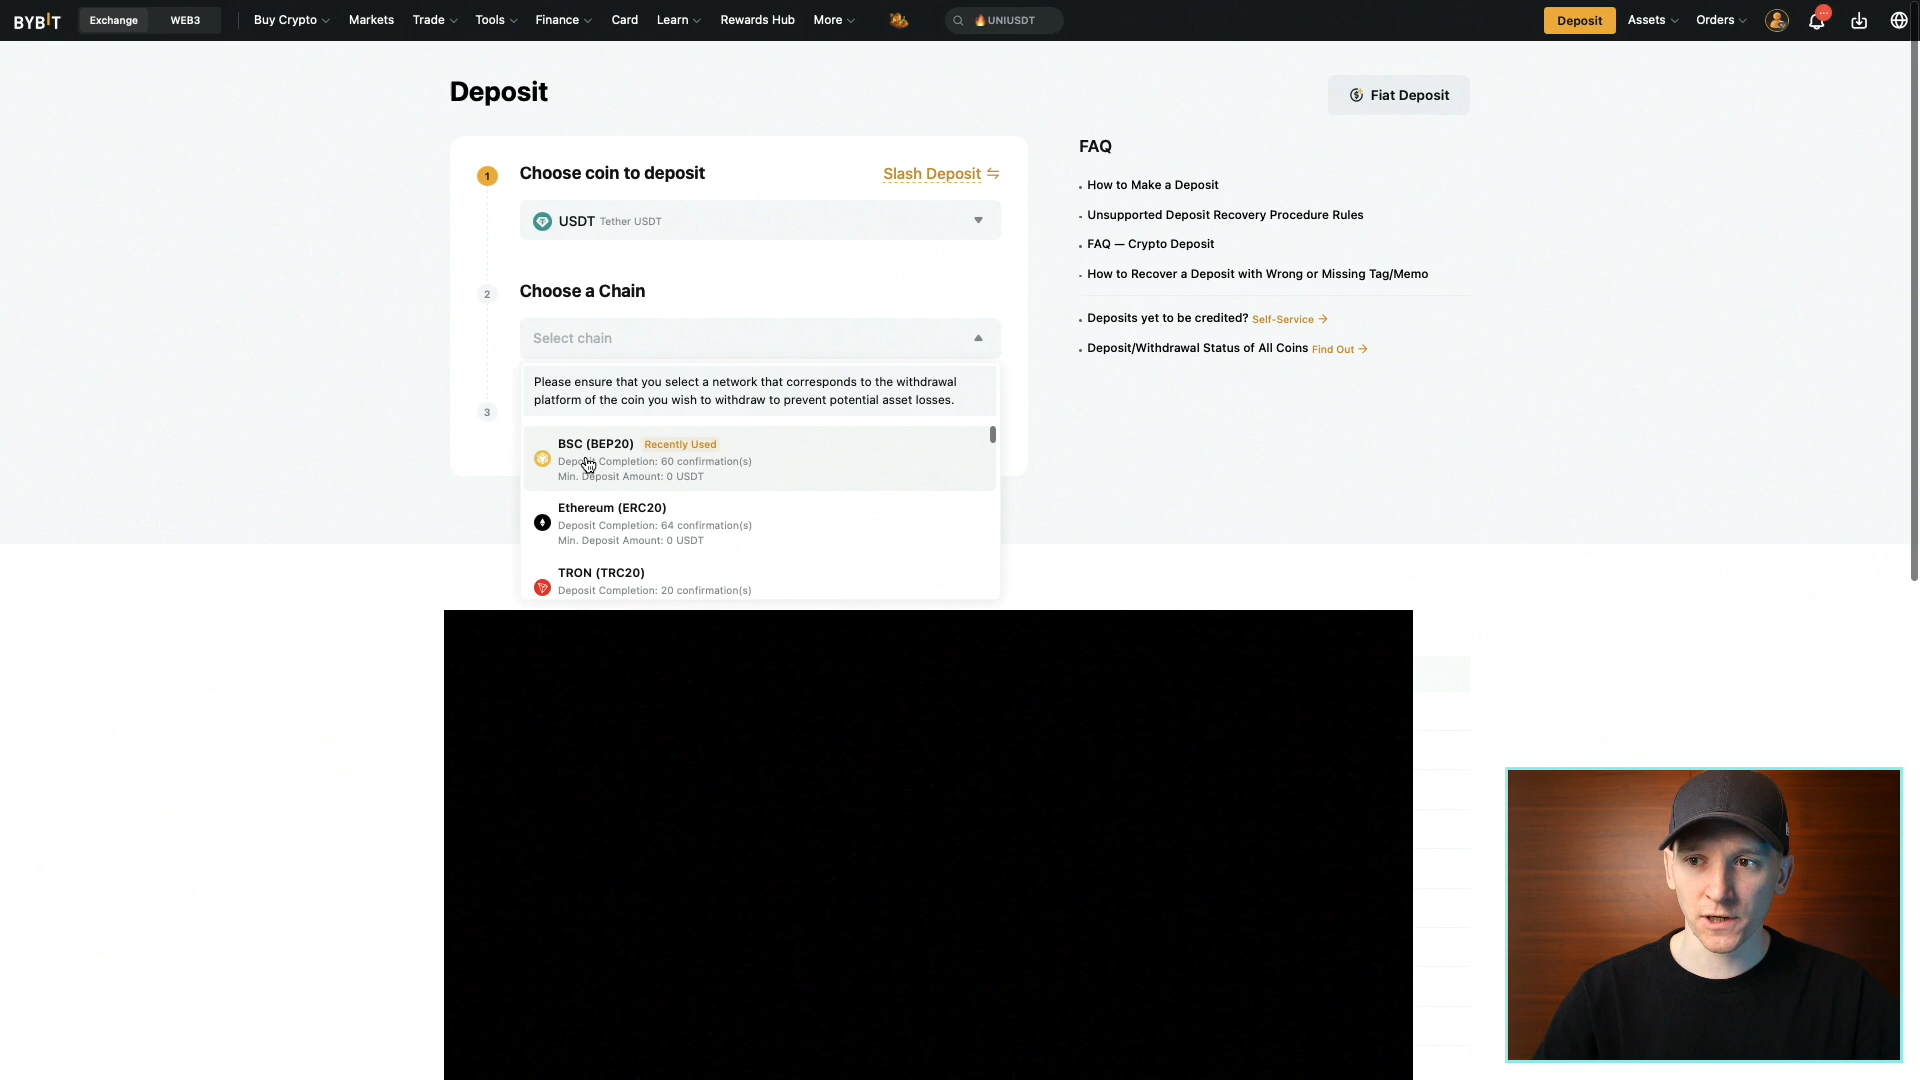 BYBIT Exchange WEB3 Buy Crypto Markets Trade Tools Finance Card Learn Rewards Hub More UNIUSDT Deposit Assets Orders
Deposit
Fiat Deposit
1 Choose coin to deposit Slash Deposit
USDT Tether USDT
2 Choose a Chain
Select chain
Please ensure that you select a network that corresponds to the withdrawal
platform of the coin you wish to withdraw to prevent potential asset losses.
3
BSC (BEP20) Recently Used
Deposit Completion: 60 confirmation(s)
Min. Deposit Amount: 0 USDT
Ethereum (ERC20)
Deposit Completion: 64 confirmation(s)
Min. Deposit Amount: 0 USDT
TRON (TRC20)
Deposit Completion: 20 confirmation(s)
FAQ
How to Make a Deposit
Unsupported Deposit Recovery Procedure Rules
FAQ — Crypto Deposit
How to Recover a Deposit with Wrong or Missing Tag/Memo
Deposits yet to be credited? Self-Service
Deposit/Withdrawal Status of All Coins Find Out